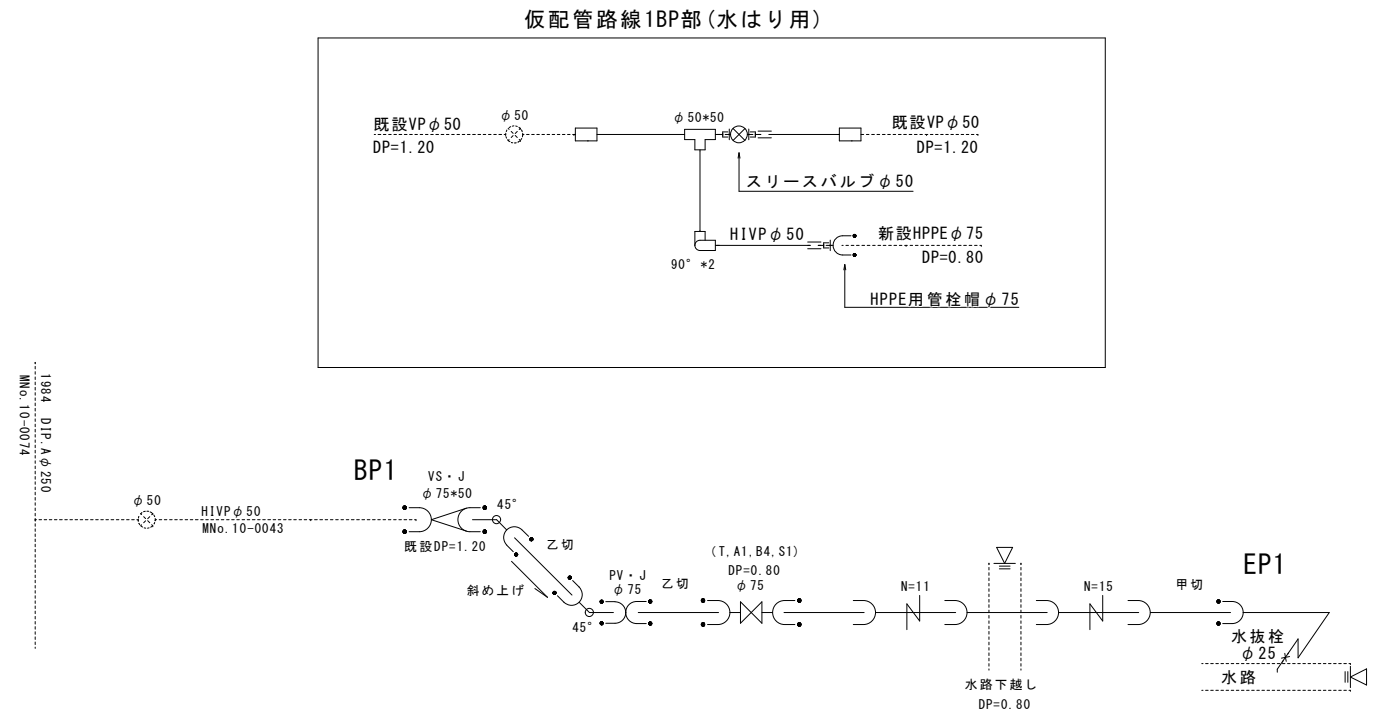 仮配管路線1BP部(水はり用)
既設VPφ50
DP=1.20
φ50
φ50*50
既設VPφ50
DP=1.20
スリースバルブφ50
HIVPφ50
新設HPPEφ75
DP=0.80
90° *2
HPPE用管栓帽φ75
1984 DIP.Aφ250
MNo.10-0074
φ50
HIVPφ50
MNo.10-0043
BP1
VS・J
φ75*50
既設DP=1.20
45°
乙切
斜め上げ
45°
PV・J
φ75
乙切
(T,A1,B4,S1)
DP=0.80
φ75
N=11
水路下越し
DP=0.80
N=15
甲切
EP1
水抜栓
φ25
水路